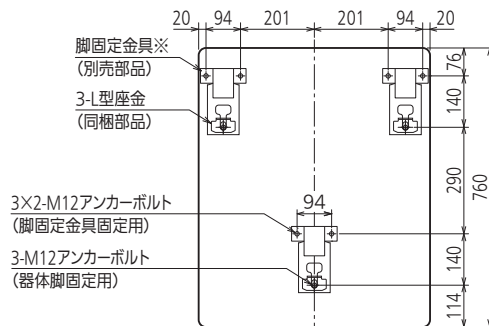 20 94 201 201 94 20
脚固定金具※
(別売部品)
3-L型座金
(同梱部品)
76
140
290
760
3×2-M12アンカーボルト
(脚固定金具固定用)
94
3-M12アンカーボルト
(器体脚固定用)
140
114